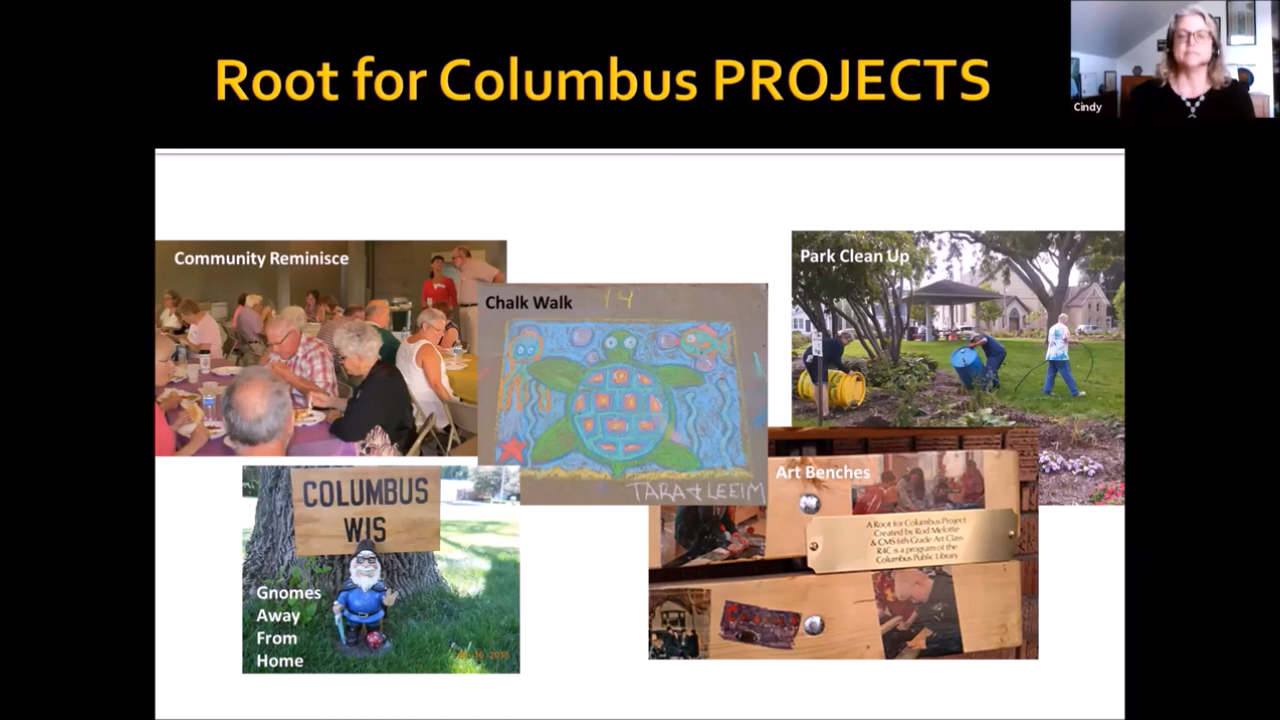 Root for Columbus PROJECTS
Cindy
Community Reminisce
Chalk Walk
14
TARA & LEEIM
Park Clean Up
COLUMBUS
WIS
Gnomes
Away
From
Home
Art Benches
A Root for Columbus Project
Created by Rod Melotte
& CMS 6th Grade Art Class
R4C is a program of the
Columbus Public Library